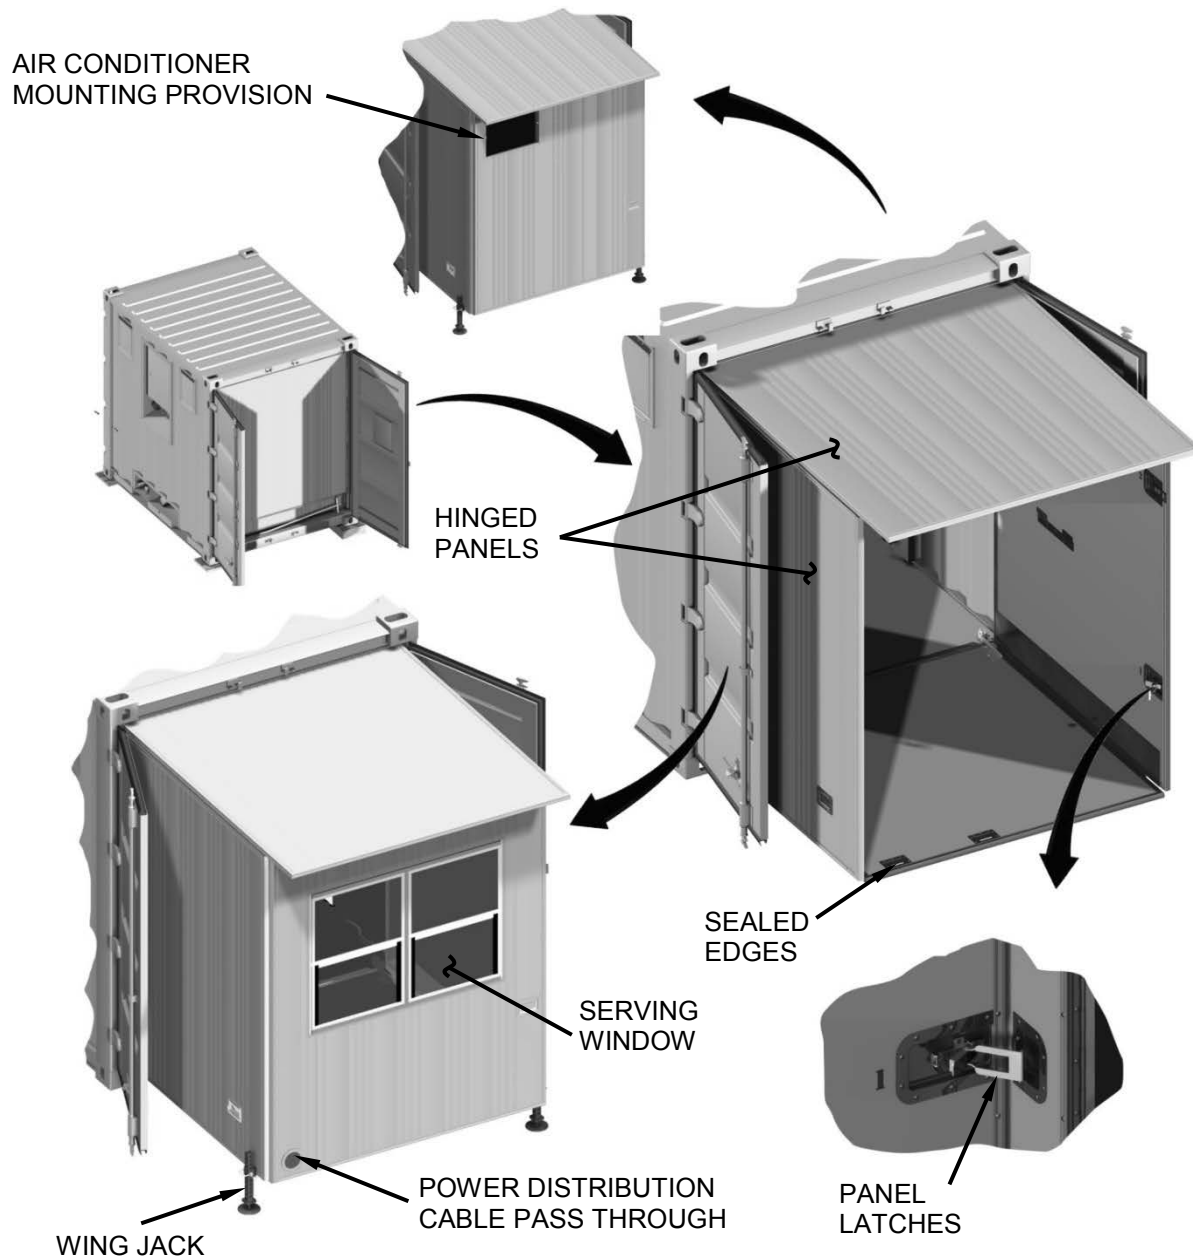 AIR CONDITIONER
MOUNTING PROVISION
HINGED
PANELS
SEALED
EDGES
SERVING
WINDOW
1
POWER DISTRIBUTION
CABLE PASS THROUGH
PANEL
LATCHES
WING JACK